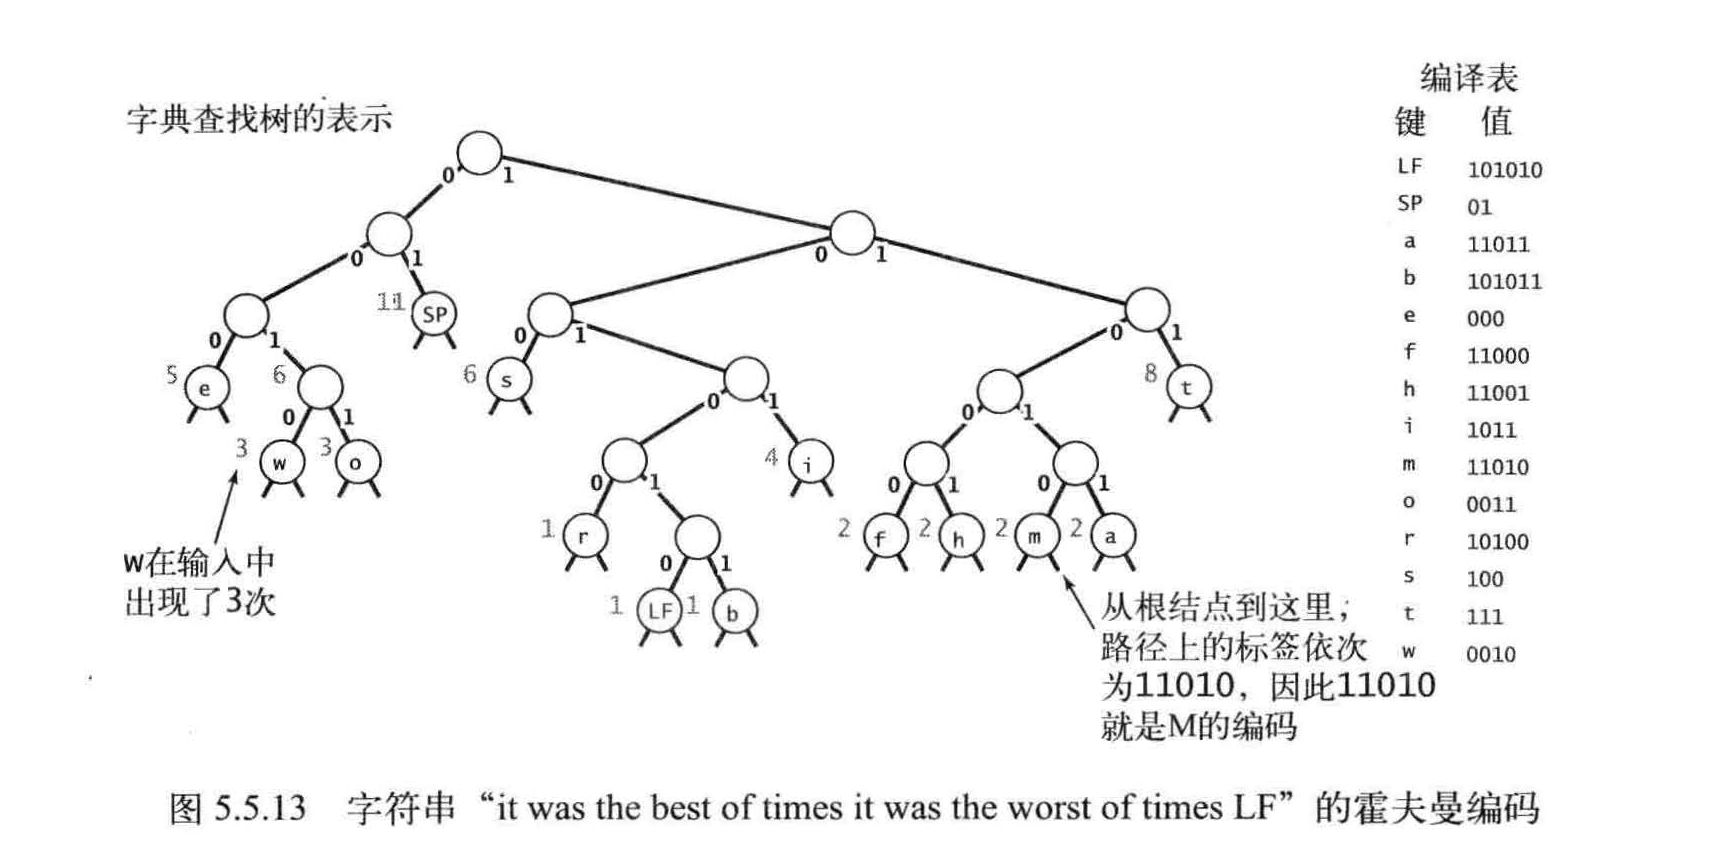 字典查找树的表示
0 1
0 1 0 1
11 SP
0 1 0 1 0 1
5 e 6 6 s 8 t
0 1 0 1 0 1
3 w 3 o 4 i
0 1 0 1 0 1
1 r 2 f 2 h 2 m 2 a
0 1
1 LF 1 b
w在输入中
出现了3次
从根结点到这里，
路径上的标签依次
为11010，因此11010
就是M的编码
编译表
键 值
LF 101010
SP 01
a 11011
b 101011
e 000
f 11000
h 11001
i 1011
m 11010
o 0011
r 10100
s 100
t 111
w 0010
图 5.5.13 字符串“it was the best of times it was the worst of times LF”的霍夫曼编码